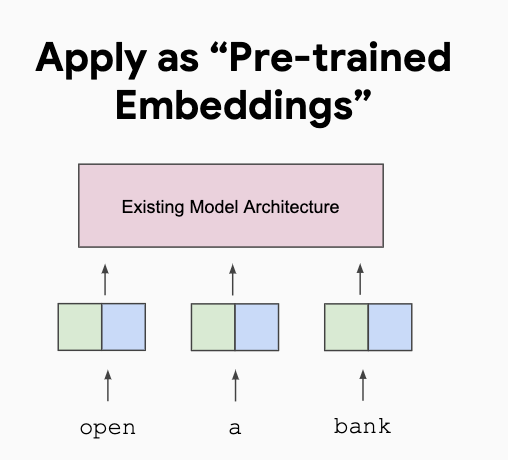 Apply as “Pre-trained
Embeddings”
Existing Model Architecture
open a bank